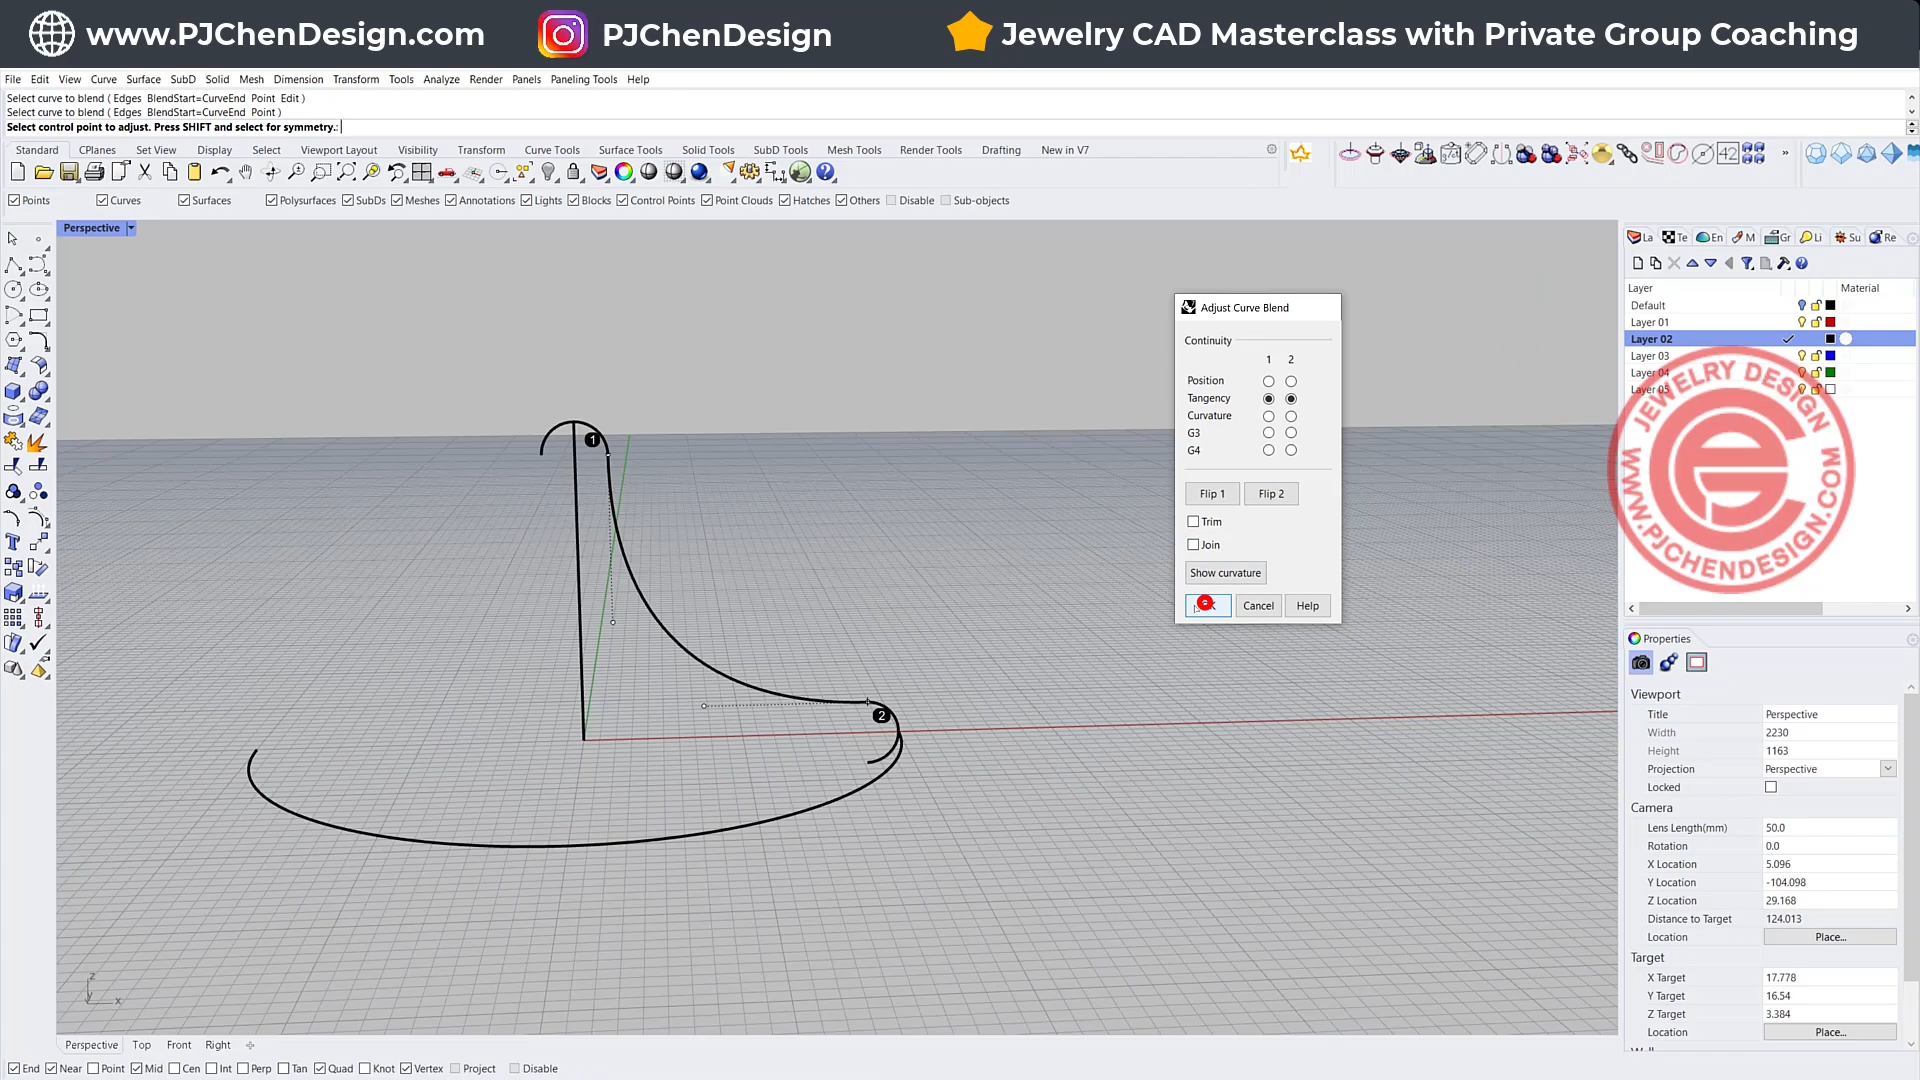 www.PJChenDesign.com PJChenDesign Jewelry CAD Masterclass with Private Group Coaching
File Edit View Curve Surface SubD Solid Mesh Dimension Transform Tools Analyze Render Panels Paneling Tools Help
Select curve to blend ( Edges BlendStart=CurveEnd Point Edit )
Select curve to blend ( Edges BlendStart=CurveEnd Point )
Select control point to adjust. Press SHIFT and select for symmetry.:
Standard CPlanes Set View Display Select Viewport Layout Visibility Transform Curve Tools Surface Tools Solid Tools SubD Tools Mesh Tools Render Tools Drafting New in V7
Points Curves Surfaces Polysurfaces SubDs Meshes Annotations Lights Blocks Control Points Point Clouds Hatches Others Disable Sub-objects
Perspective
La Te En M Gr Li Su Re
Layer Material
Default
Layer 01
Layer 02
Layer 03
Layer 04
Layer 05
JEWELRY DESIGN
WWW.PJCHENDESIGN.COM
Adjust Curve Blend
Continuity
1 2
Position
Tangency
Curvature
G3
G4
Flip 1 Flip 2
Trim
Join
Show curvature
Cancel Help
1
2
z
y x
Properties
Viewport
Title Perspective
Width 2230
Height 1163
Projection Perspective
Locked
Camera
Lens Length(mm) 50.0
Rotation 0.0
X Location 5.096
Y Location -104.098
Z Location 29.168
Distance to Target 124.013
Location Place...
Target
X Target 17.778
Y Target 16.54
Z Target 3.384
Location Place...
Perspective Top Front Right
End Near Point Mid Cen Int Perp Tan Quad Knot Vertex Project Disable